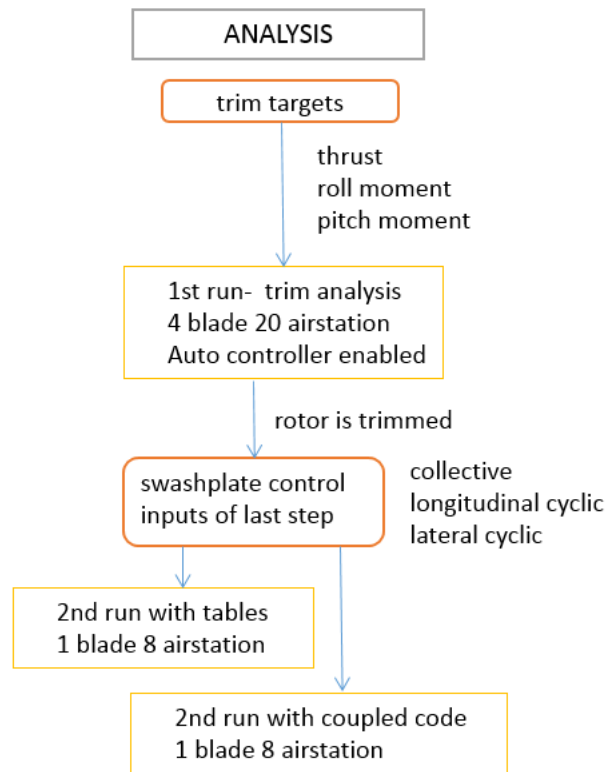 ANALYSIS
trim targets
thrust
roll moment
pitch moment
1st run- trim analysis
4 blade 20 airstation
Auto controller enabled
rotor is trimmed
swashplate control
inputs of last step
collective
longitudinal cyclic
lateral cyclic
2nd run with tables
1 blade 8 airstation
2nd run with coupled code
1 blade 8 airstation